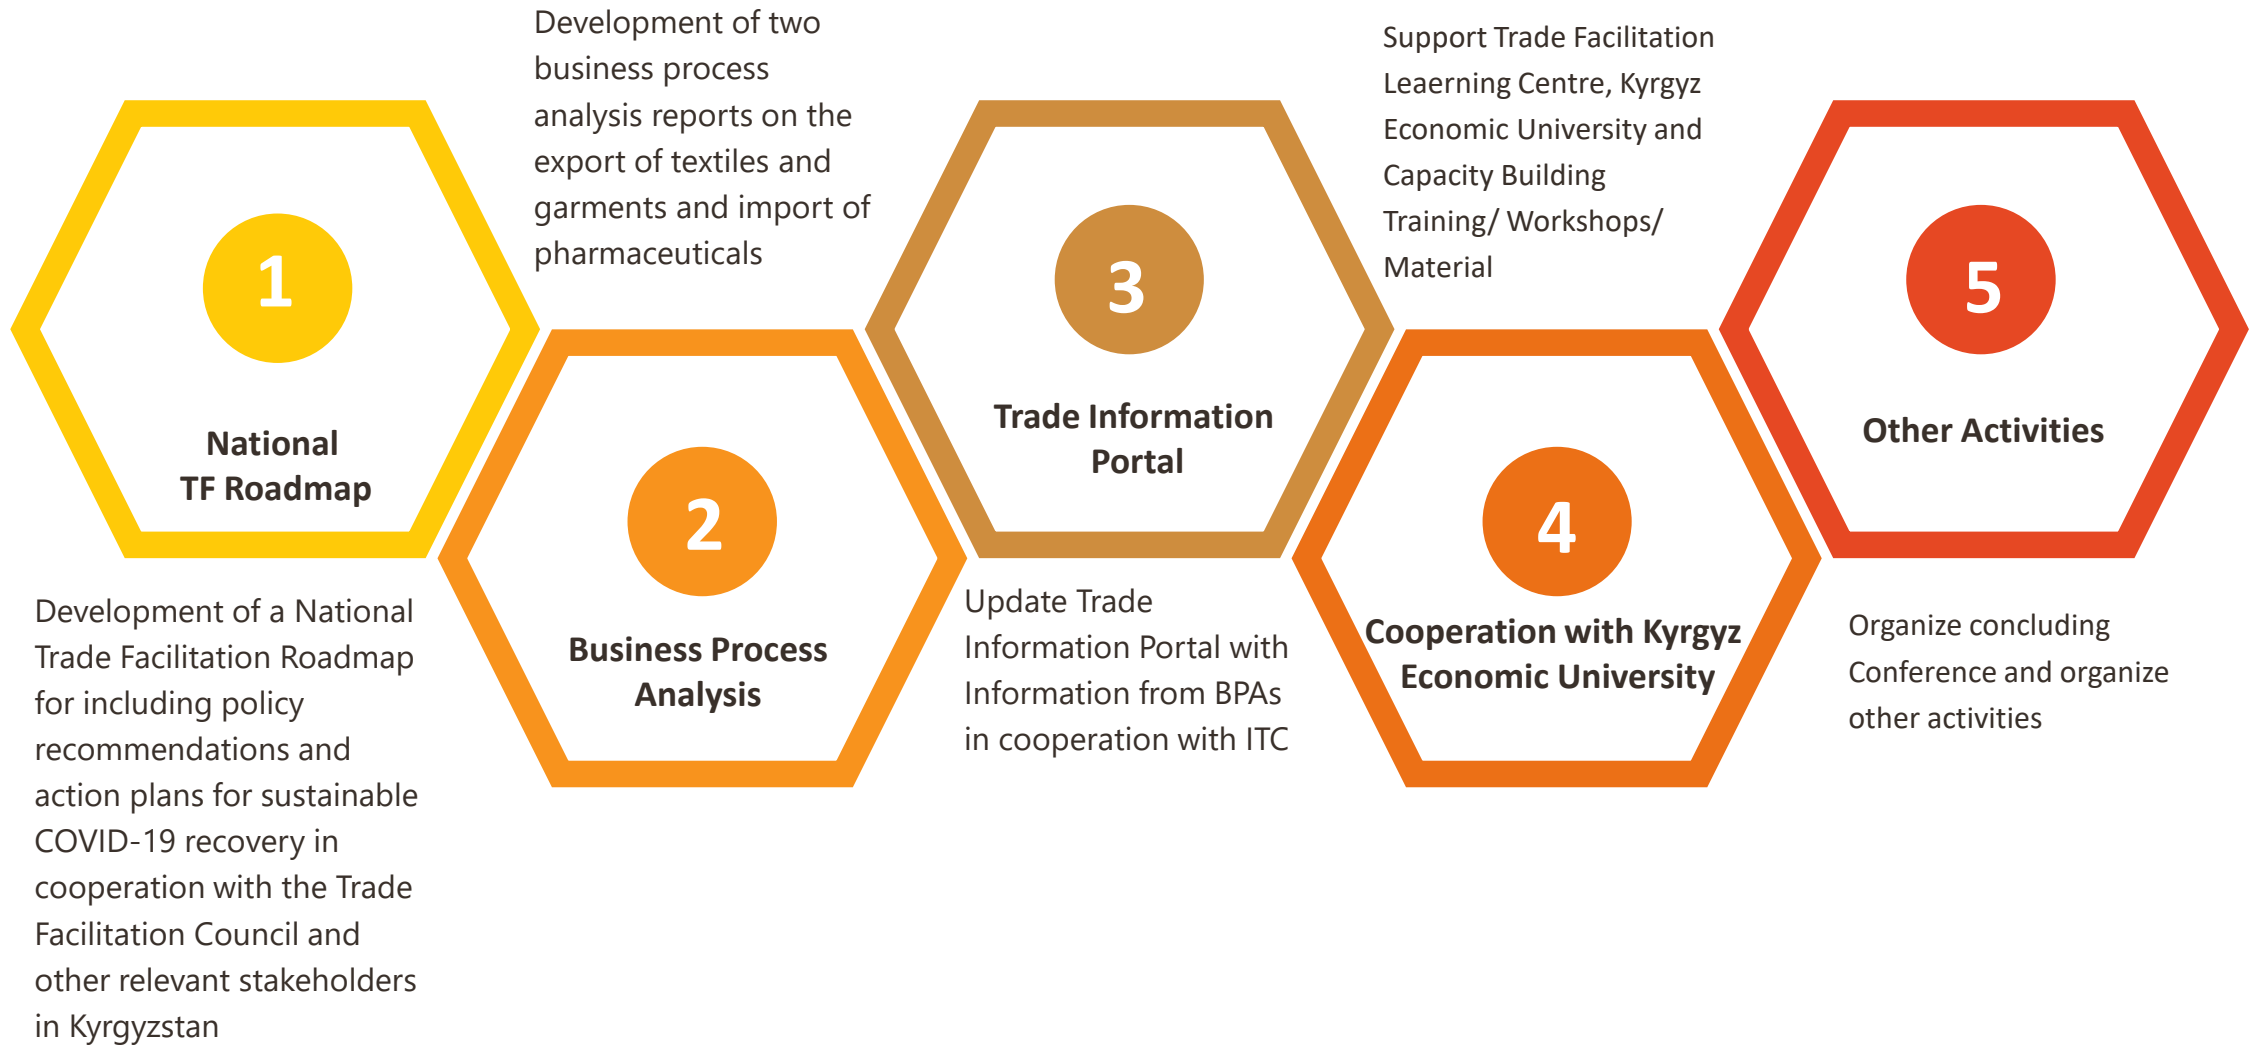 1
National
TF Roadmap
Development of a National
Trade Facilitation Roadmap
for including policy
recommendations and
action plans for sustainable
COVID-19 recovery in
cooperation with the Trade
Facilitation Council and
other relevant stakeholders
in Kyrgyzstan
Development of two
business process
analysis reports on the
export of textiles and
garments and import of
pharmaceuticals
2
Business Process
Analysis
3
Trade Information
Portal
Update Trade
Information Portal with
Information from BPAs
in cooperation with ITC
Support Trade Facilitation
Leaerning Centre, Kyrgyz
Economic University and
Capacity Building
Training/ Workshops/
Material
4
Cooperation with Kyrgyz
Economic University
5
Other Activities
Organize concluding
Conference and organize
other activities